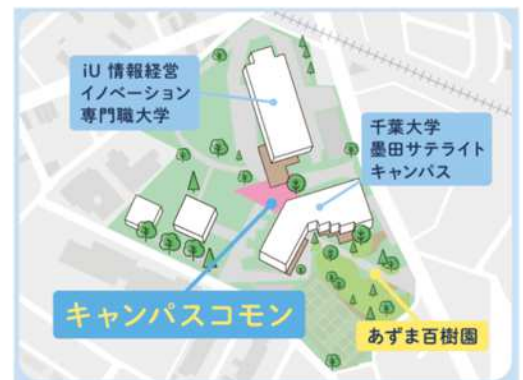 iU 情報経営
イノベーション
専門職大学
千葉大学
墨田サテライト
キャンパス
キャンパスコモン
あずま百樹園